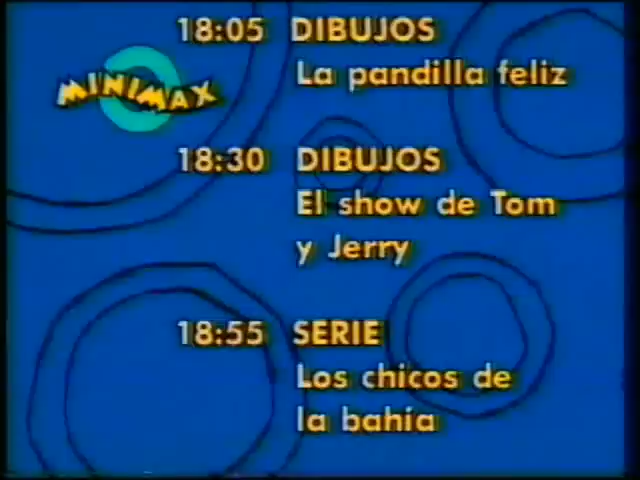 18:05 DIBUJOS
La pandilla feliz
MINIMAX
18:30 DIBUJOS
El show de Tom
y Jerry
18:55 SERIE
Los chicos de
la bahía